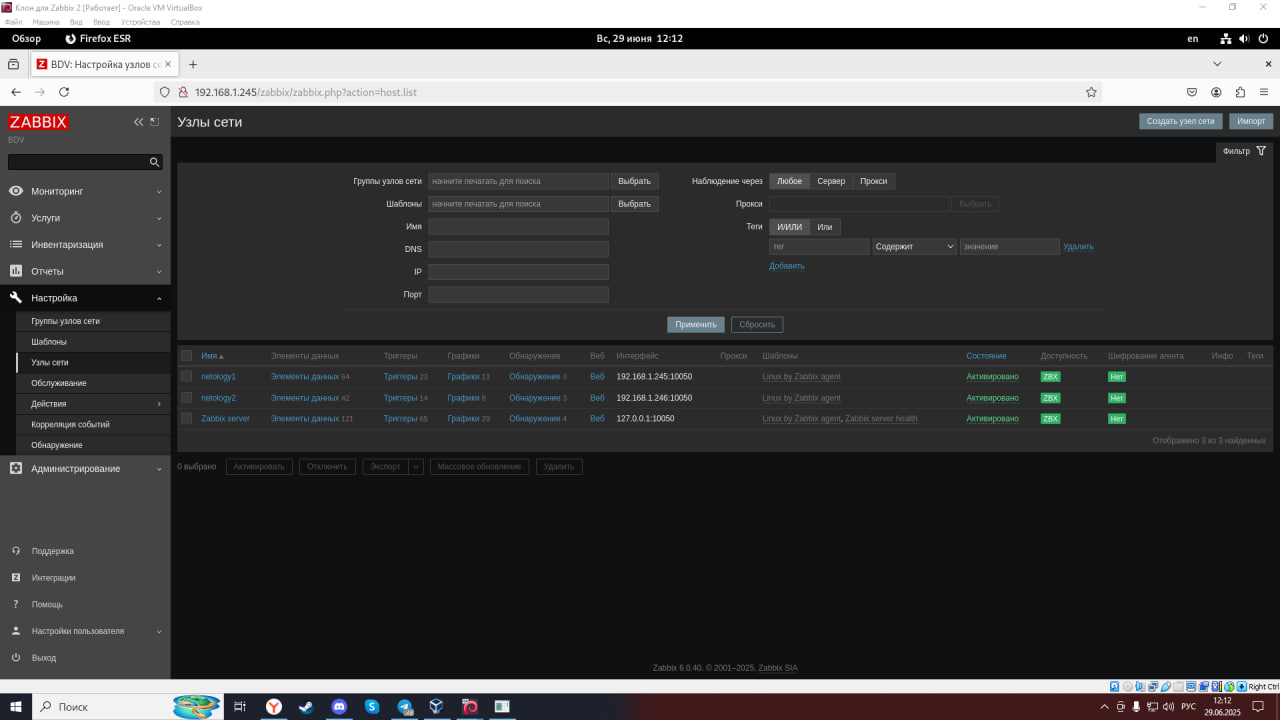 Клон для Zabbix 2 [Работает] - Oracle VM VirtualBox
Файл Машина Вид Ввод Устройства Справка
Обзор Firefox ESR Вс, 29 июня 12:12 en
BDV: Настройка узлов се
192.168.1.245/zabbix/zabbix.php?action=host.list
ZABBIX
BDV
Мониторинг
Услуги
Инвентаризация
Отчеты
Настройка
Группы узлов сети
Шаблоны
Узлы сети
Обслуживание
Действия
Корреляция событий
Обнаружение
Администрирование
Поддержка
Интеграции
Помощь
Настройки пользователя
Выход
Узлы сети Создать узел сети Импорт
Фильтр
Группы узлов сети начните печатать для поиска Выбрать Наблюдение через Любое Сервер Прокси
Шаблоны начните печатать для поиска Выбрать Прокси Выбрать
Имя Теги И/ИЛИ Или
DNS тег Содержит значение Удалить
IP Добавить
Порт
Применить Сбросить
Имя Элементы данных Триггеры Графики Обнаружение Веб Интерфейс Прокси Шаблоны Состояние Доступность Шифрование агента Инфо Теги
netology1 Элементы данных 64 Триггеры 23 Графики 13 Обнаружение 3 Веб 192.168.1.245:10050 Linux by Zabbix agent Активировано ZBX Нет
netology2 Элементы данных 42 Триггеры 14 Графики 8 Обнаружение 3 Веб 192.168.1.246:10050 Linux by Zabbix agent Активировано ZBX Нет
Zabbix server Элементы данных 121 Триггеры 65 Графики 29 Обнаружение 4 Веб 127.0.0.1:10050 Linux by Zabbix agent, Zabbix server health Активировано ZBX Нет
Отображено 3 из 3 найденных
0 выбрано Активировать Отключить Экспорт Массовое обновление Удалить
Zabbix 6.0.40. © 2001–2025, Zabbix SIA
Right Ctrl
Поиск РУС 12:12
29.06.2025